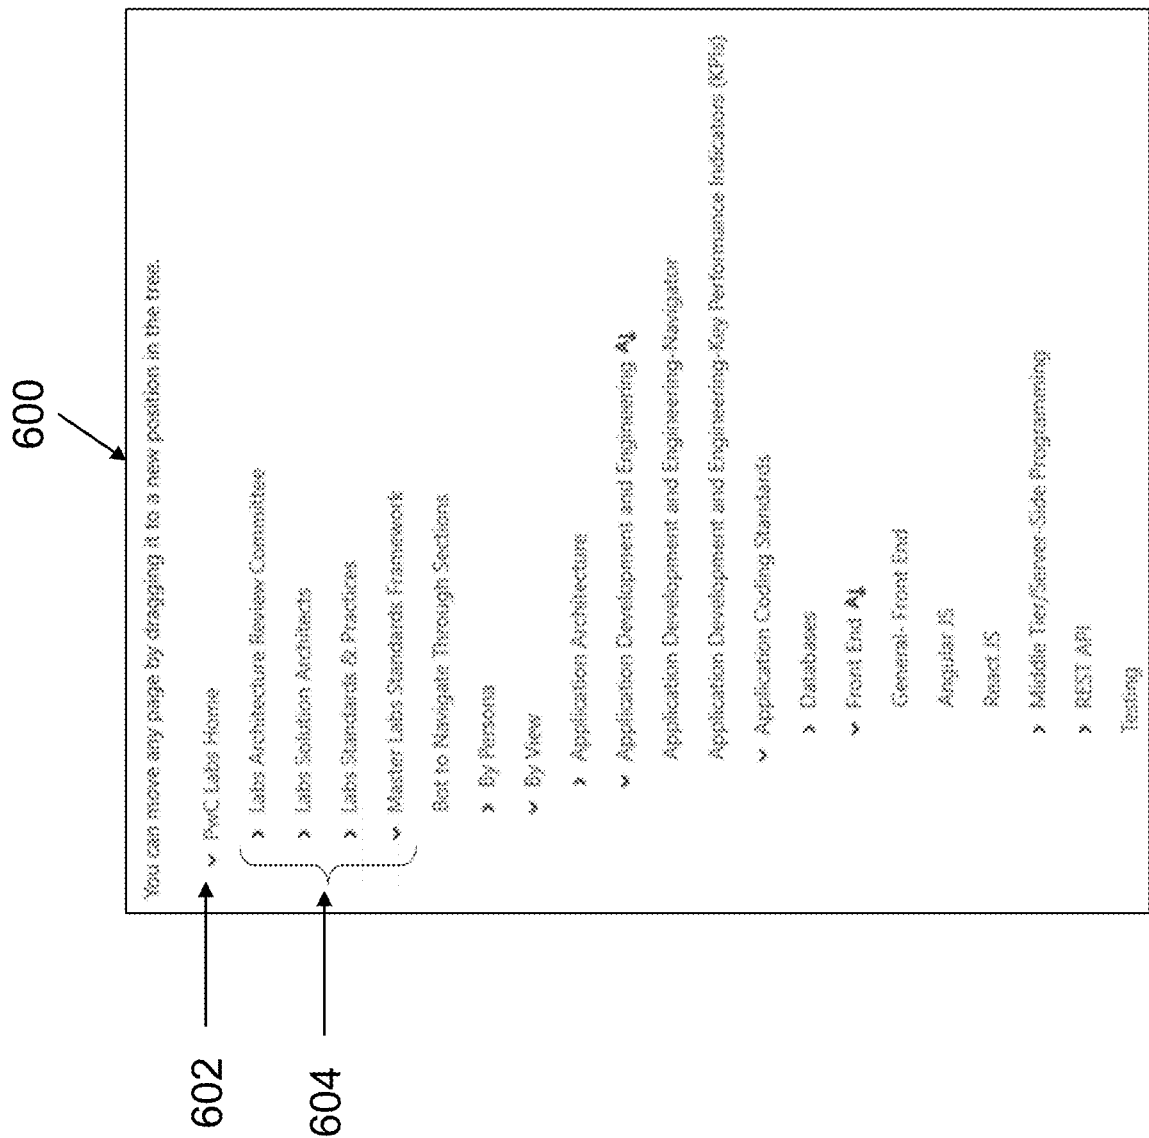 600
602
604
You can move any page by dragging it to a new position in the tree.
PwC Labs Home
Labs Architecture Review Committee
Labs Solution Architects
Labs Standards & Practices
Master Labs Standards Framework
Bot to Navigate Through Sections
By Persons
By View
Application Architecture
Application Development and Engineering
Application Development and Engineering-Navigator
Application Development and Engineering-Key Performance Indicators (KPIs)
Application Coding Standards
Databases
Front End
General- Front End
Angular JS
React JS
Middle Tier/Server-Side Programming
REST API
Testing